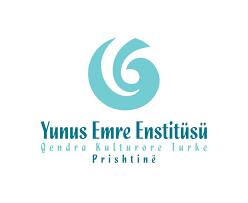 Yunus Emre Enstitüsü
Qendra Kulturore Turke
Prishtinë